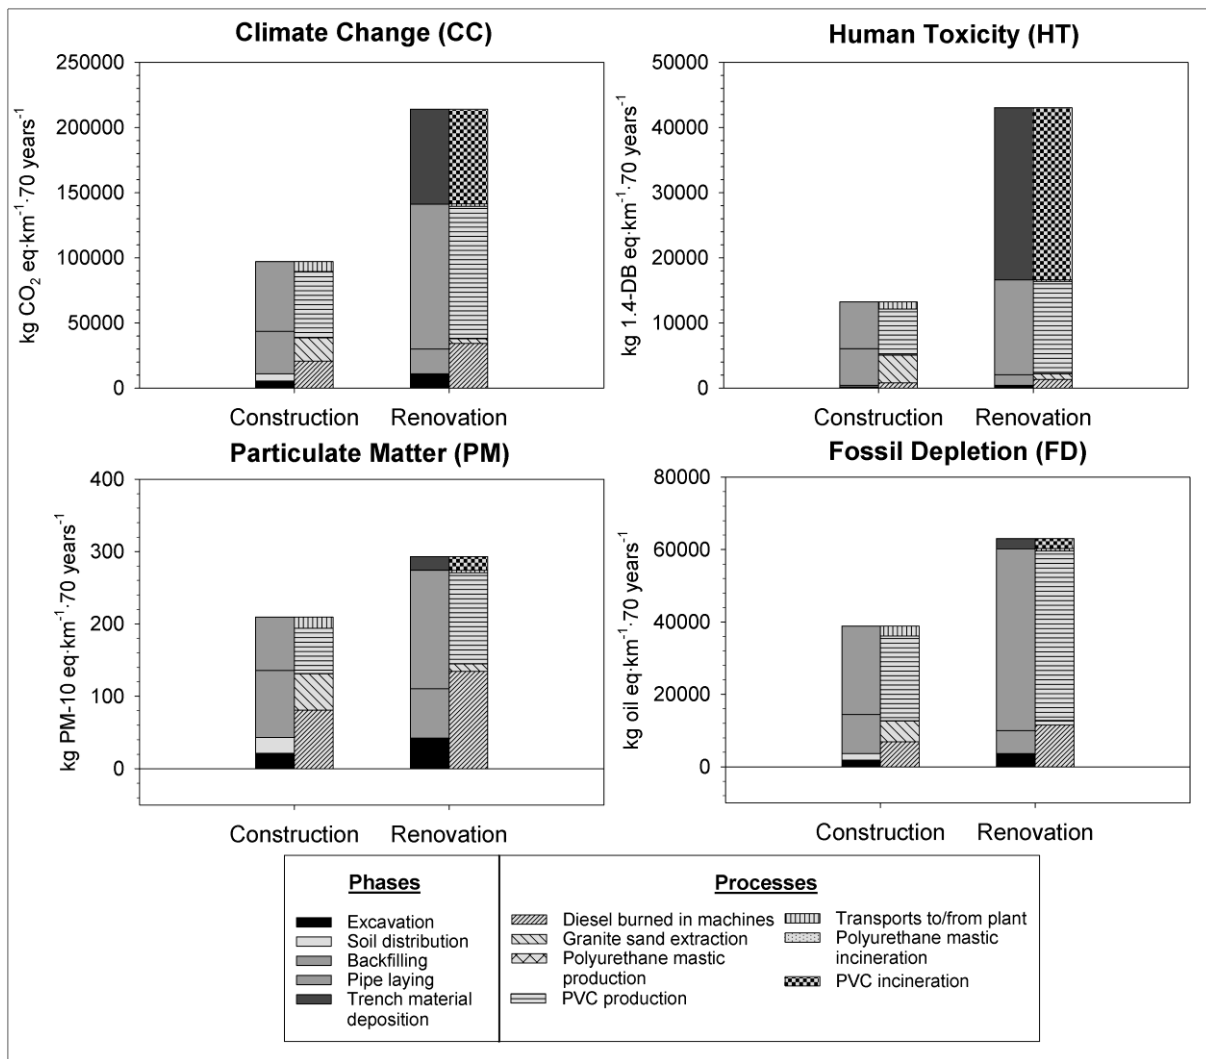 Climate Change (CC)
kg CO₂ eq·km⁻¹·70 years⁻¹
250000
200000
150000
100000
50000
0
Construction Renovation
Human Toxicity (HT)
kg 1.4-DB eq·km⁻¹·70 years⁻¹
50000
40000
30000
20000
10000
0
Construction Renovation
Particulate Matter (PM)
kg PM-10 eq·km⁻¹·70 years⁻¹
400
300
200
100
0
Construction Renovation
Fossil Depletion (FD)
kg oil eq·km⁻¹·70 years⁻¹
80000
60000
40000
20000
0
Construction Renovation
Phases
Excavation
Soil distribution
Backfilling
Pipe laying
Trench material
deposition
Processes
Diesel burned in machines
Granite sand extraction
Polyurethane mastic
production
PVC production
Transports to/from plant
Polyurethane mastic
incineration
PVC incineration